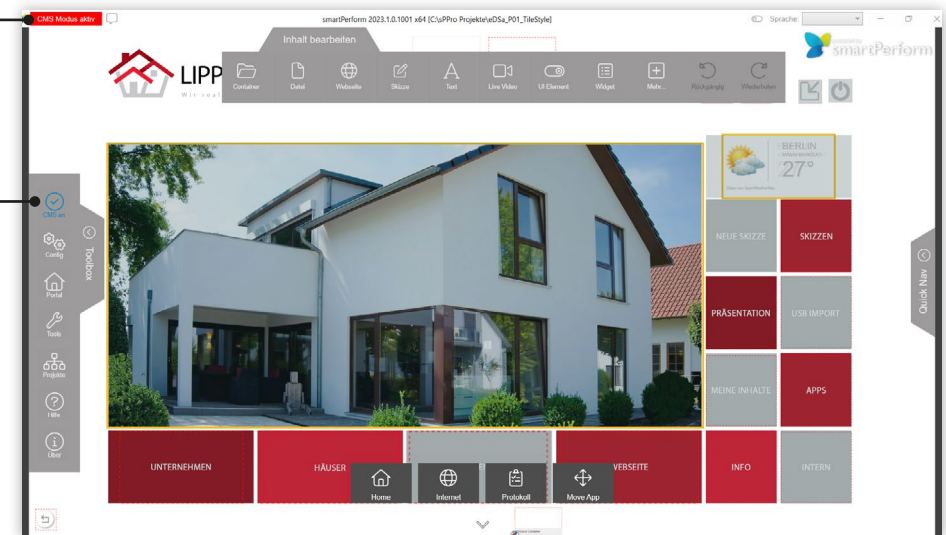 CMS Modus aktiv
smartPerform 2023.1.0.1001 x64 [C:\sPPro Projekte\eDSa_P01_TileStyle]
Sprache:
Inhalt bearbeiten
smartPerform
LIPP
Wir real
Container
Datei
Webseite
Skizze
Text
Live Video
UI Element
Widget
Mehr...
Rückgängig
Wiederholen
BERLIN
27°
CMS an
Config
Portal
Tools
Projekte
Hilfe
Über
Toolbox
Quick Nav
NEUE SKIZZE
SKIZZEN
PRÄSENTATION
USB IMPORT
MEINE INHALTE
APPS
UNTERNEHMEN
HÄUSER
WEBSEITE
INFO
INTERN
Home
Internet
Protokoll
Move App